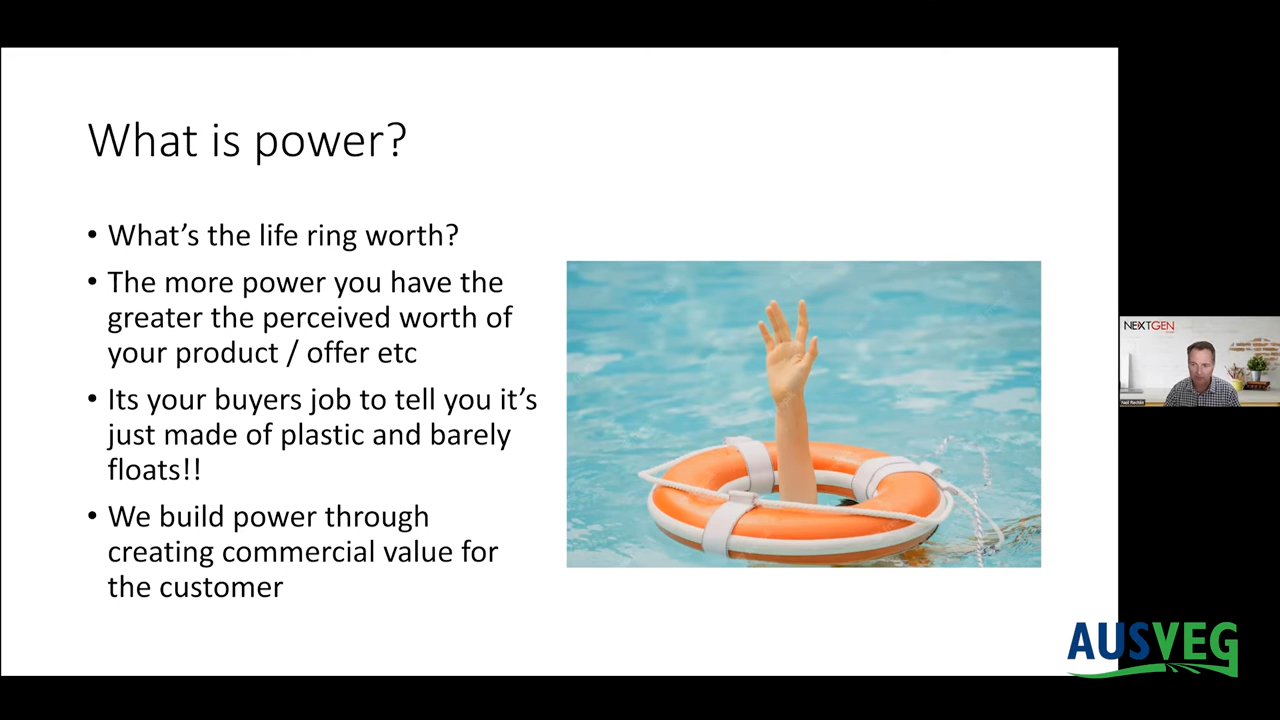 What is power?
• What's the life ring worth?
• The more power you have the
greater the perceived worth of
your product / offer etc
• Its your buyers job to tell you it's
just made of plastic and barely
floats!!
• We build power through
creating commercial value for
the customer
NEXTGEN
AUSVEG